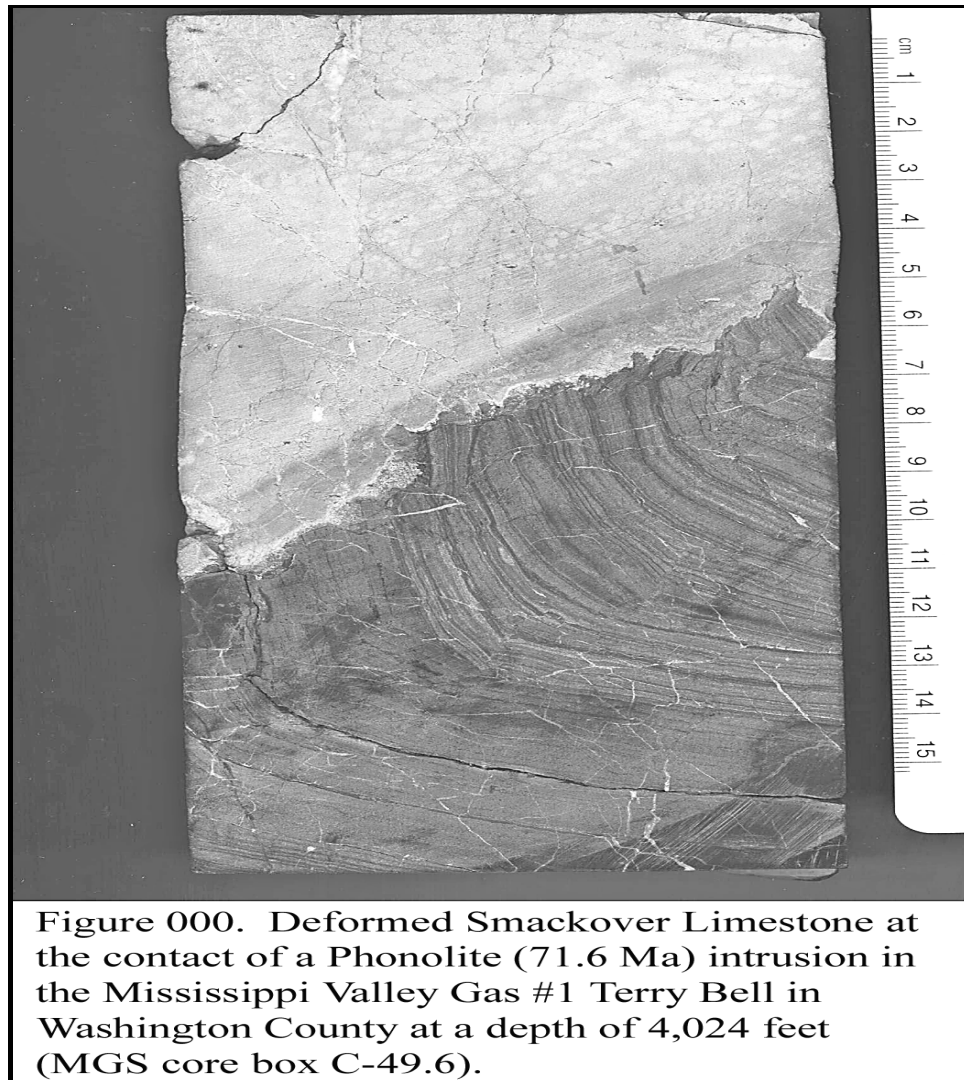 cm
1
2
3
4
5
6
7
8
9
10
11
12
13
14
15
Figure 000.  Deformed Smackover Limestone at
the contact of a Phonolite (71.6 Ma) intrusion in
the Mississippi Valley Gas #1 Terry Bell in
Washington County at a depth of 4,024 feet
(MGS core box C-49.6).